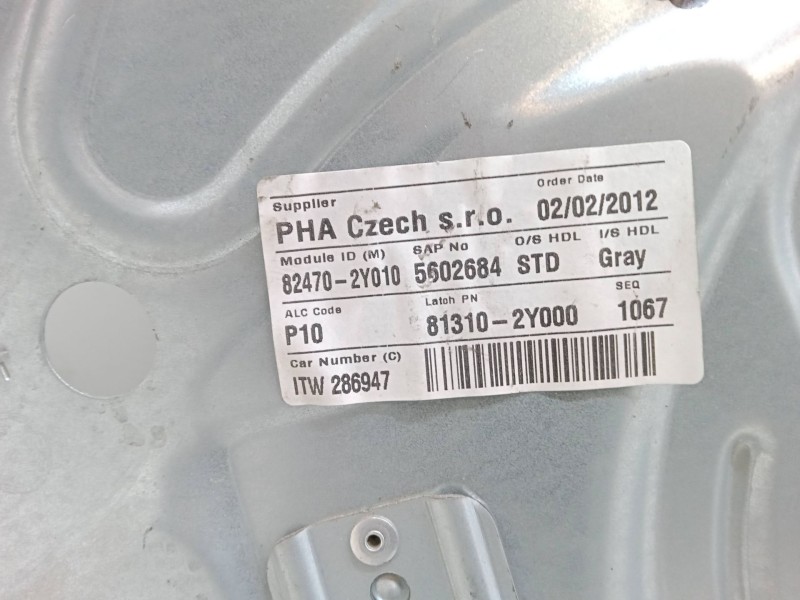 Supplier Order Date
PHA Czech s.r.o. 02/02/2012
Module ID (M) SAP No O/S HDL I/S HDL
82470-2Y010 5602684 STD Gray
ALC Code Latch PN SEQ
P10 81310-2Y000 1067
Car Number (C)
ITW 286947